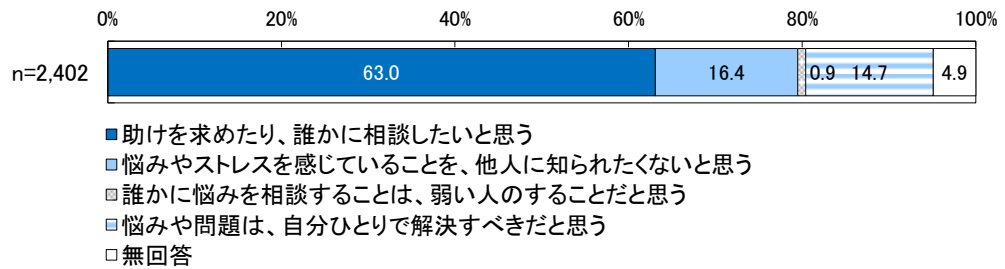 0% 20% 40% 60% 80% 100%
n=2,402 63.0 16.4 0.9 14.7 4.9
助けを求めたり、誰かに相談したいと思う
悩みやストレスを感じていることを、他人に知られたくないと思う
誰かに悩みを相談することは、弱い人のすることだと思う
悩みや問題は、自分ひとりで解決すべきだと思う
無回答